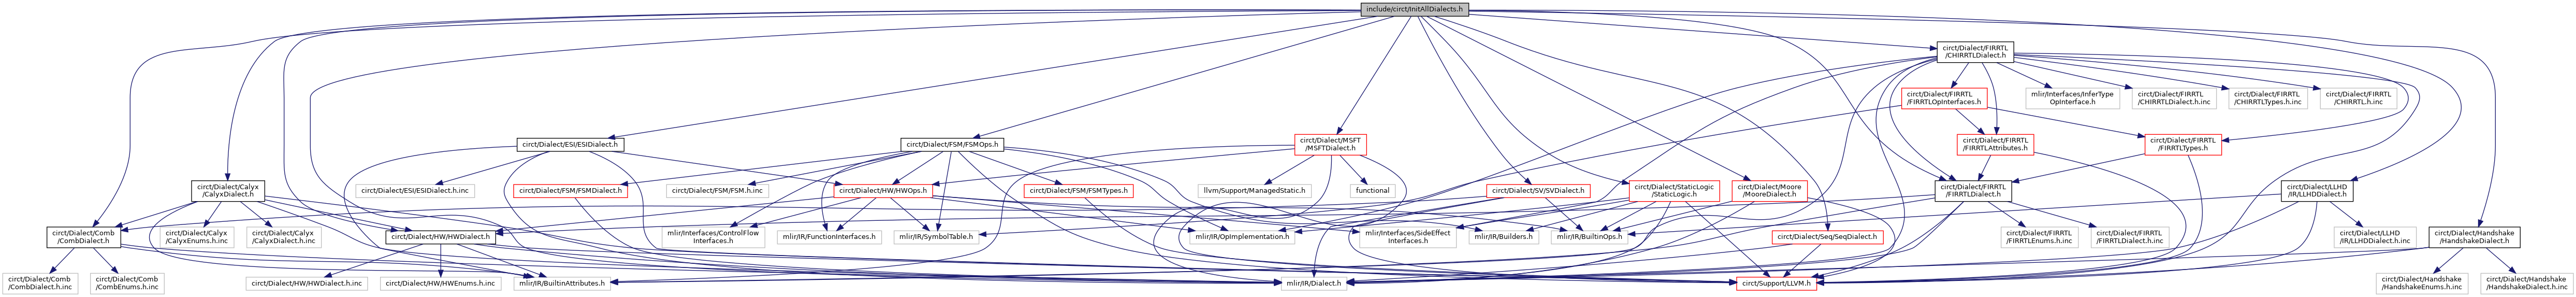 include/circt/InitAllDialects.h
circt/Dialect/FIRRTL
/CHIRRTLDialect.h
circt/Dialect/FIRRTL
/FIRRTLOpInterfaces.h
mlir/Interfaces/InferType
OpInterface.h
circt/Dialect/FIRRTL
/CHIRRTLDialect.h.inc
circt/Dialect/FIRRTL
/CHIRRTLTypes.h.inc
circt/Dialect/FIRRTL
/CHIRRTL.h.inc
circt/Dialect/ESI/ESIDialect.h
circt/Dialect/FSM/FSMOps.h
circt/Dialect/MSFT
/MSFTDialect.h
circt/Dialect/FIRRTL
/FIRRTLAttributes.h
circt/Dialect/FIRRTL
/FIRRTLTypes.h
circt/Dialect/Calyx
/CalyxDialect.h
circt/Dialect/ESI/ESIDialect.h.inc
circt/Dialect/FSM/FSMDialect.h
circt/Dialect/FSM/FSM.h.inc
circt/Dialect/HW/HWOps.h
circt/Dialect/FSM/FSMTypes.h
llvm/Support/ManagedStatic.h
functional
circt/Dialect/SV/SVDialect.h
circt/Dialect/StaticLogic
/StaticLogic.h
circt/Dialect/Moore
/MooreDialect.h
circt/Dialect/FIRRTL
/FIRRTLDialect.h
circt/Dialect/LLHD
/IR/LLHDDialect.h
circt/Dialect/Comb
/CombDialect.h
circt/Dialect/Calyx
/CalyxEnums.h.inc
circt/Dialect/Calyx
/CalyxDialect.h.inc
circt/Dialect/HW/HWDialect.h
mlir/Interfaces/ControlFlow
Interfaces.h
mlir/IR/FunctionInterfaces.h
mlir/IR/SymbolTable.h
mlir/IR/OpImplementation.h
mlir/Interfaces/SideEffect
Interfaces.h
mlir/IR/Builders.h
mlir/IR/BuiltinOps.h
circt/Dialect/Seq/SeqDialect.h
circt/Dialect/FIRRTL
/FIRRTLEnums.h.inc
circt/Dialect/FIRRTL
/FIRRTLDialect.h.inc
circt/Dialect/LLHD
/IR/LLHDDialect.h.inc
circt/Dialect/Handshake
/HandshakeDialect.h
circt/Dialect/Comb
/CombDialect.h.inc
circt/Dialect/Comb
/CombEnums.h.inc
circt/Dialect/HW/HWDialect.h.inc
circt/Dialect/HW/HWEnums.h.inc
mlir/IR/BuiltinAttributes.h
mlir/IR/Dialect.h
circt/Support/LLVM.h
circt/Dialect/Handshake
/HandshakeEnums.h.inc
circt/Dialect/Handshake
/HandshakeDialect.h.inc